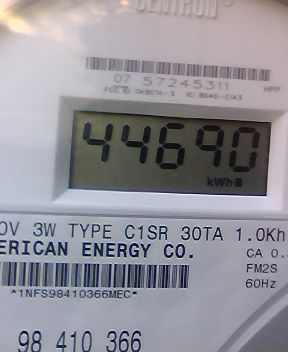 CENTRON®
07 57245311
44690
kWh
0V 3W TYPE C1SR 30TA 1.0Kh
ERICAN ENERGY CO.
CA 0.
FM2S
*1NFS98410366MEC*
60Hz
98 410 366